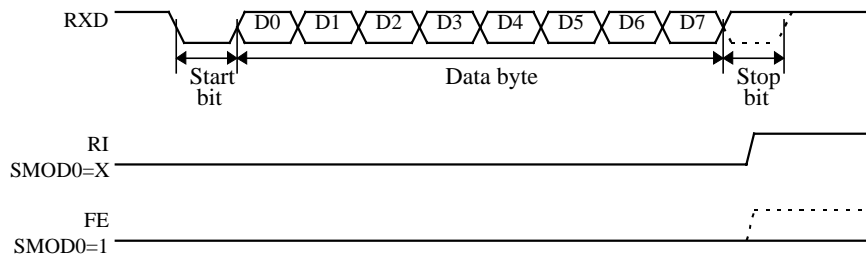 RXD
D0 D1 D2 D3 D4 D5 D6 D7
Start
bit
Data byte
Stop
bit
RI
SMOD0=X
FE
SMOD0=1